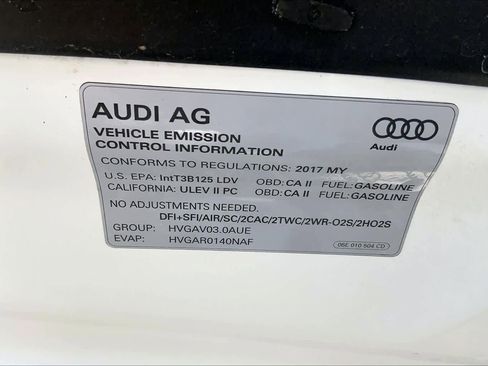 AUDI AG
VEHICLE EMISSION
CONTROL INFORMATION
Audi
CONFORMS TO REGULATIONS: 2017 MY
U.S. EPA: IntT3B125 LDV OBD: CA II FUEL: GASOLINE
CALIFORNIA: ULEV II PC OBD: CA II FUEL: GASOLINE
NO ADJUSTMENTS NEEDED.
DFI+SFI/AIR/SC/2CAC/2TWC/2WR-O2S/2HO2S
GROUP: HVGAV03.0AUE
EVAP: HVGAR0140NAF
06E 010 504 CD